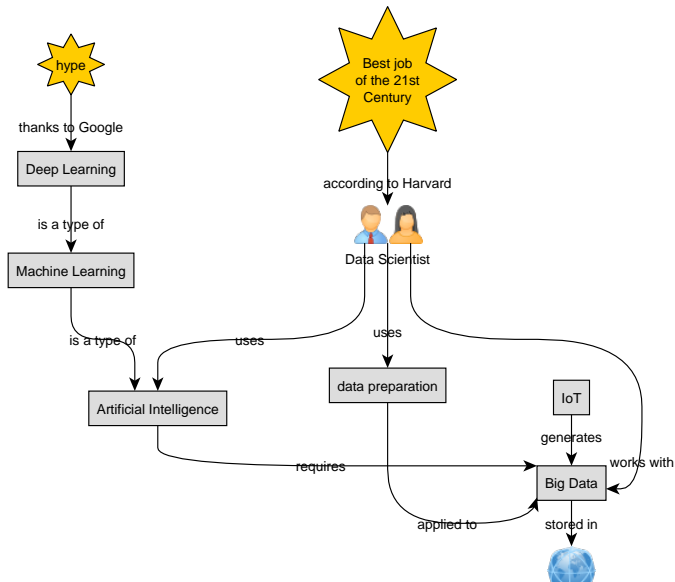 hype
Best job
of the 21st
Century
thanks to Google
Deep Learning
according to Harvard
is a type of
Data Scientist
Machine Learning
is a type of
uses
uses
data preparation
Artificial Intelligence
IoT
generates
requires
works with
Big Data
applied to
stored in